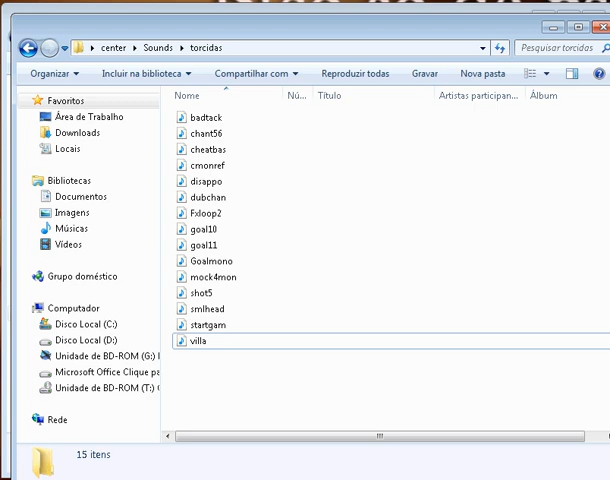 center ▸ Sounds ▸ torcidas
Pesquisar torcidas
Organizar Incluir na biblioteca Compartilhar com Reproduzir todas Gravar Nova pasta
Favoritos
Área de Trabalho
Downloads
Locais
Bibliotecas
Documentos
Imagens
Músicas
Vídeos
Grupo doméstico
Computador
Disco Local (C:)
Disco Local (D:)
Unidade de BD-ROM (G:)
Microsoft Office Clique pa
Unidade de BD-ROM (T:)
Rede
Nome Nú... Título Artistas participan... Álbum
badtack
chant56
cheatbas
cmonref
disappo
dubchan
Fxloop2
goal10
goal11
Goalmono
mock4mon
shot5
smlhead
startgam
villa
15 itens